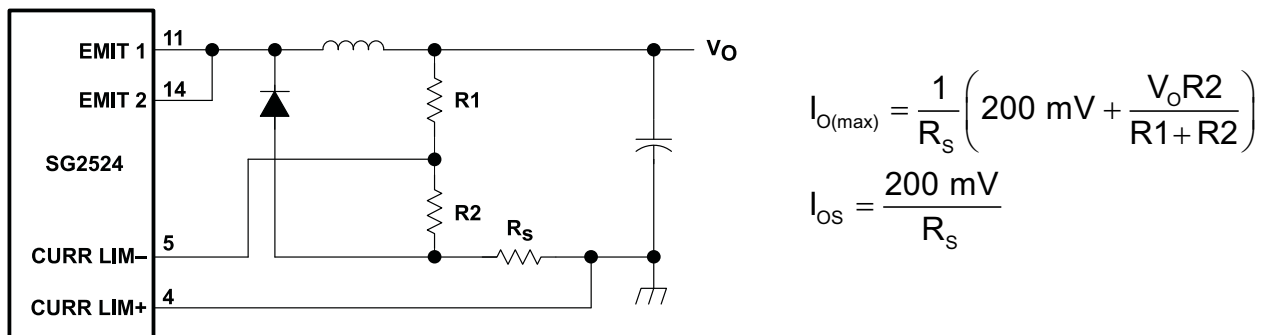 EMIT 1
11
EMIT 2
14
SG2524
CURR LIM–
5
CURR LIM+
4
R1
R2
Rs
VO
IO(max) = 1/RS (200 mV + VOR2/R1+R2)
IOS = 200 mV/RS